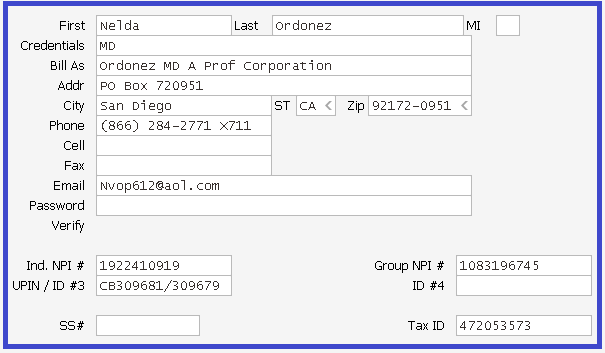 First Nelda Last Ordonez MI
Credentials MD
Bill As Ordonez MD A Prof Corporation
Addr PO Box 720951
City San Diego ST CA < Zip 92172-0951 <
Phone (866) 284-2771 X711
Cell
Fax
Email Nvop612@aol.com
Password
Verify
Ind. NPI # 1922410919 Group NPI # 1083196745
UPIN / ID #3 CB309681/309679 ID #4
SS# Tax ID 472053573